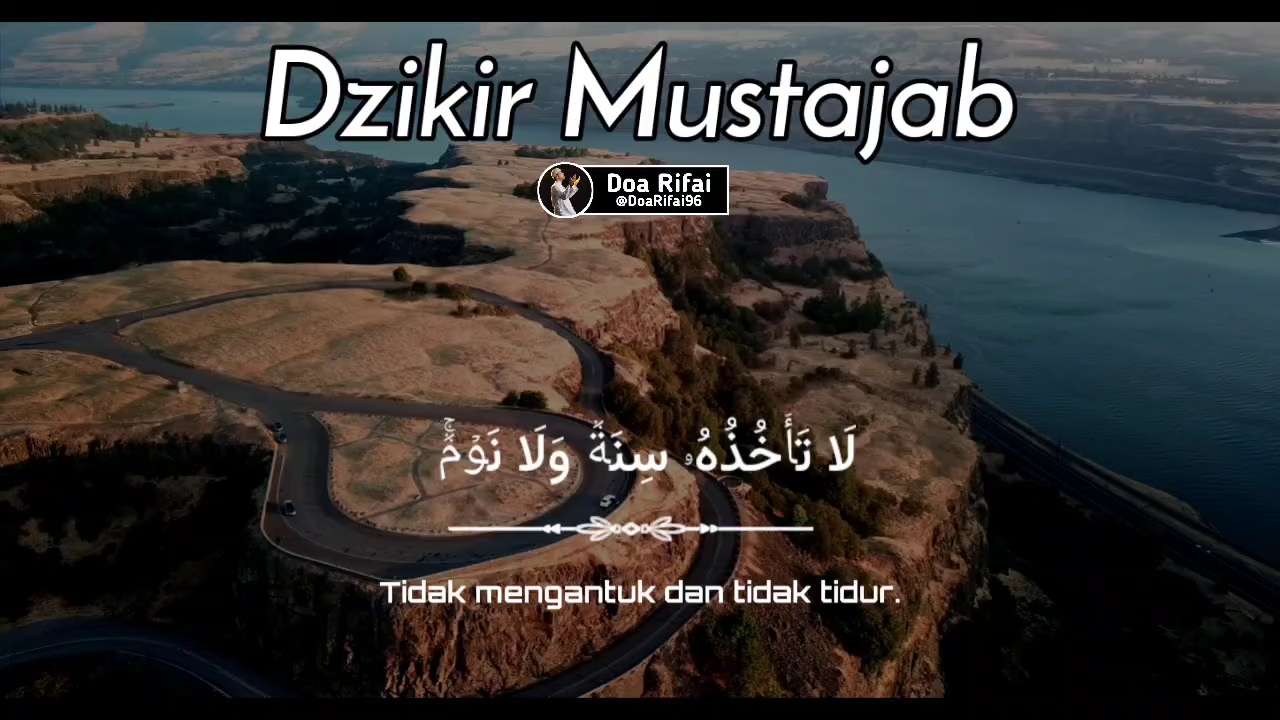 Dzikir Mustajab
Doa Rifai
@DoaRifai96
لَا تَأْخُذُهُۥ سِنَةٌ وَلَا نَوْمٌۚ
Tidak mengantuk dan tidak tidur.